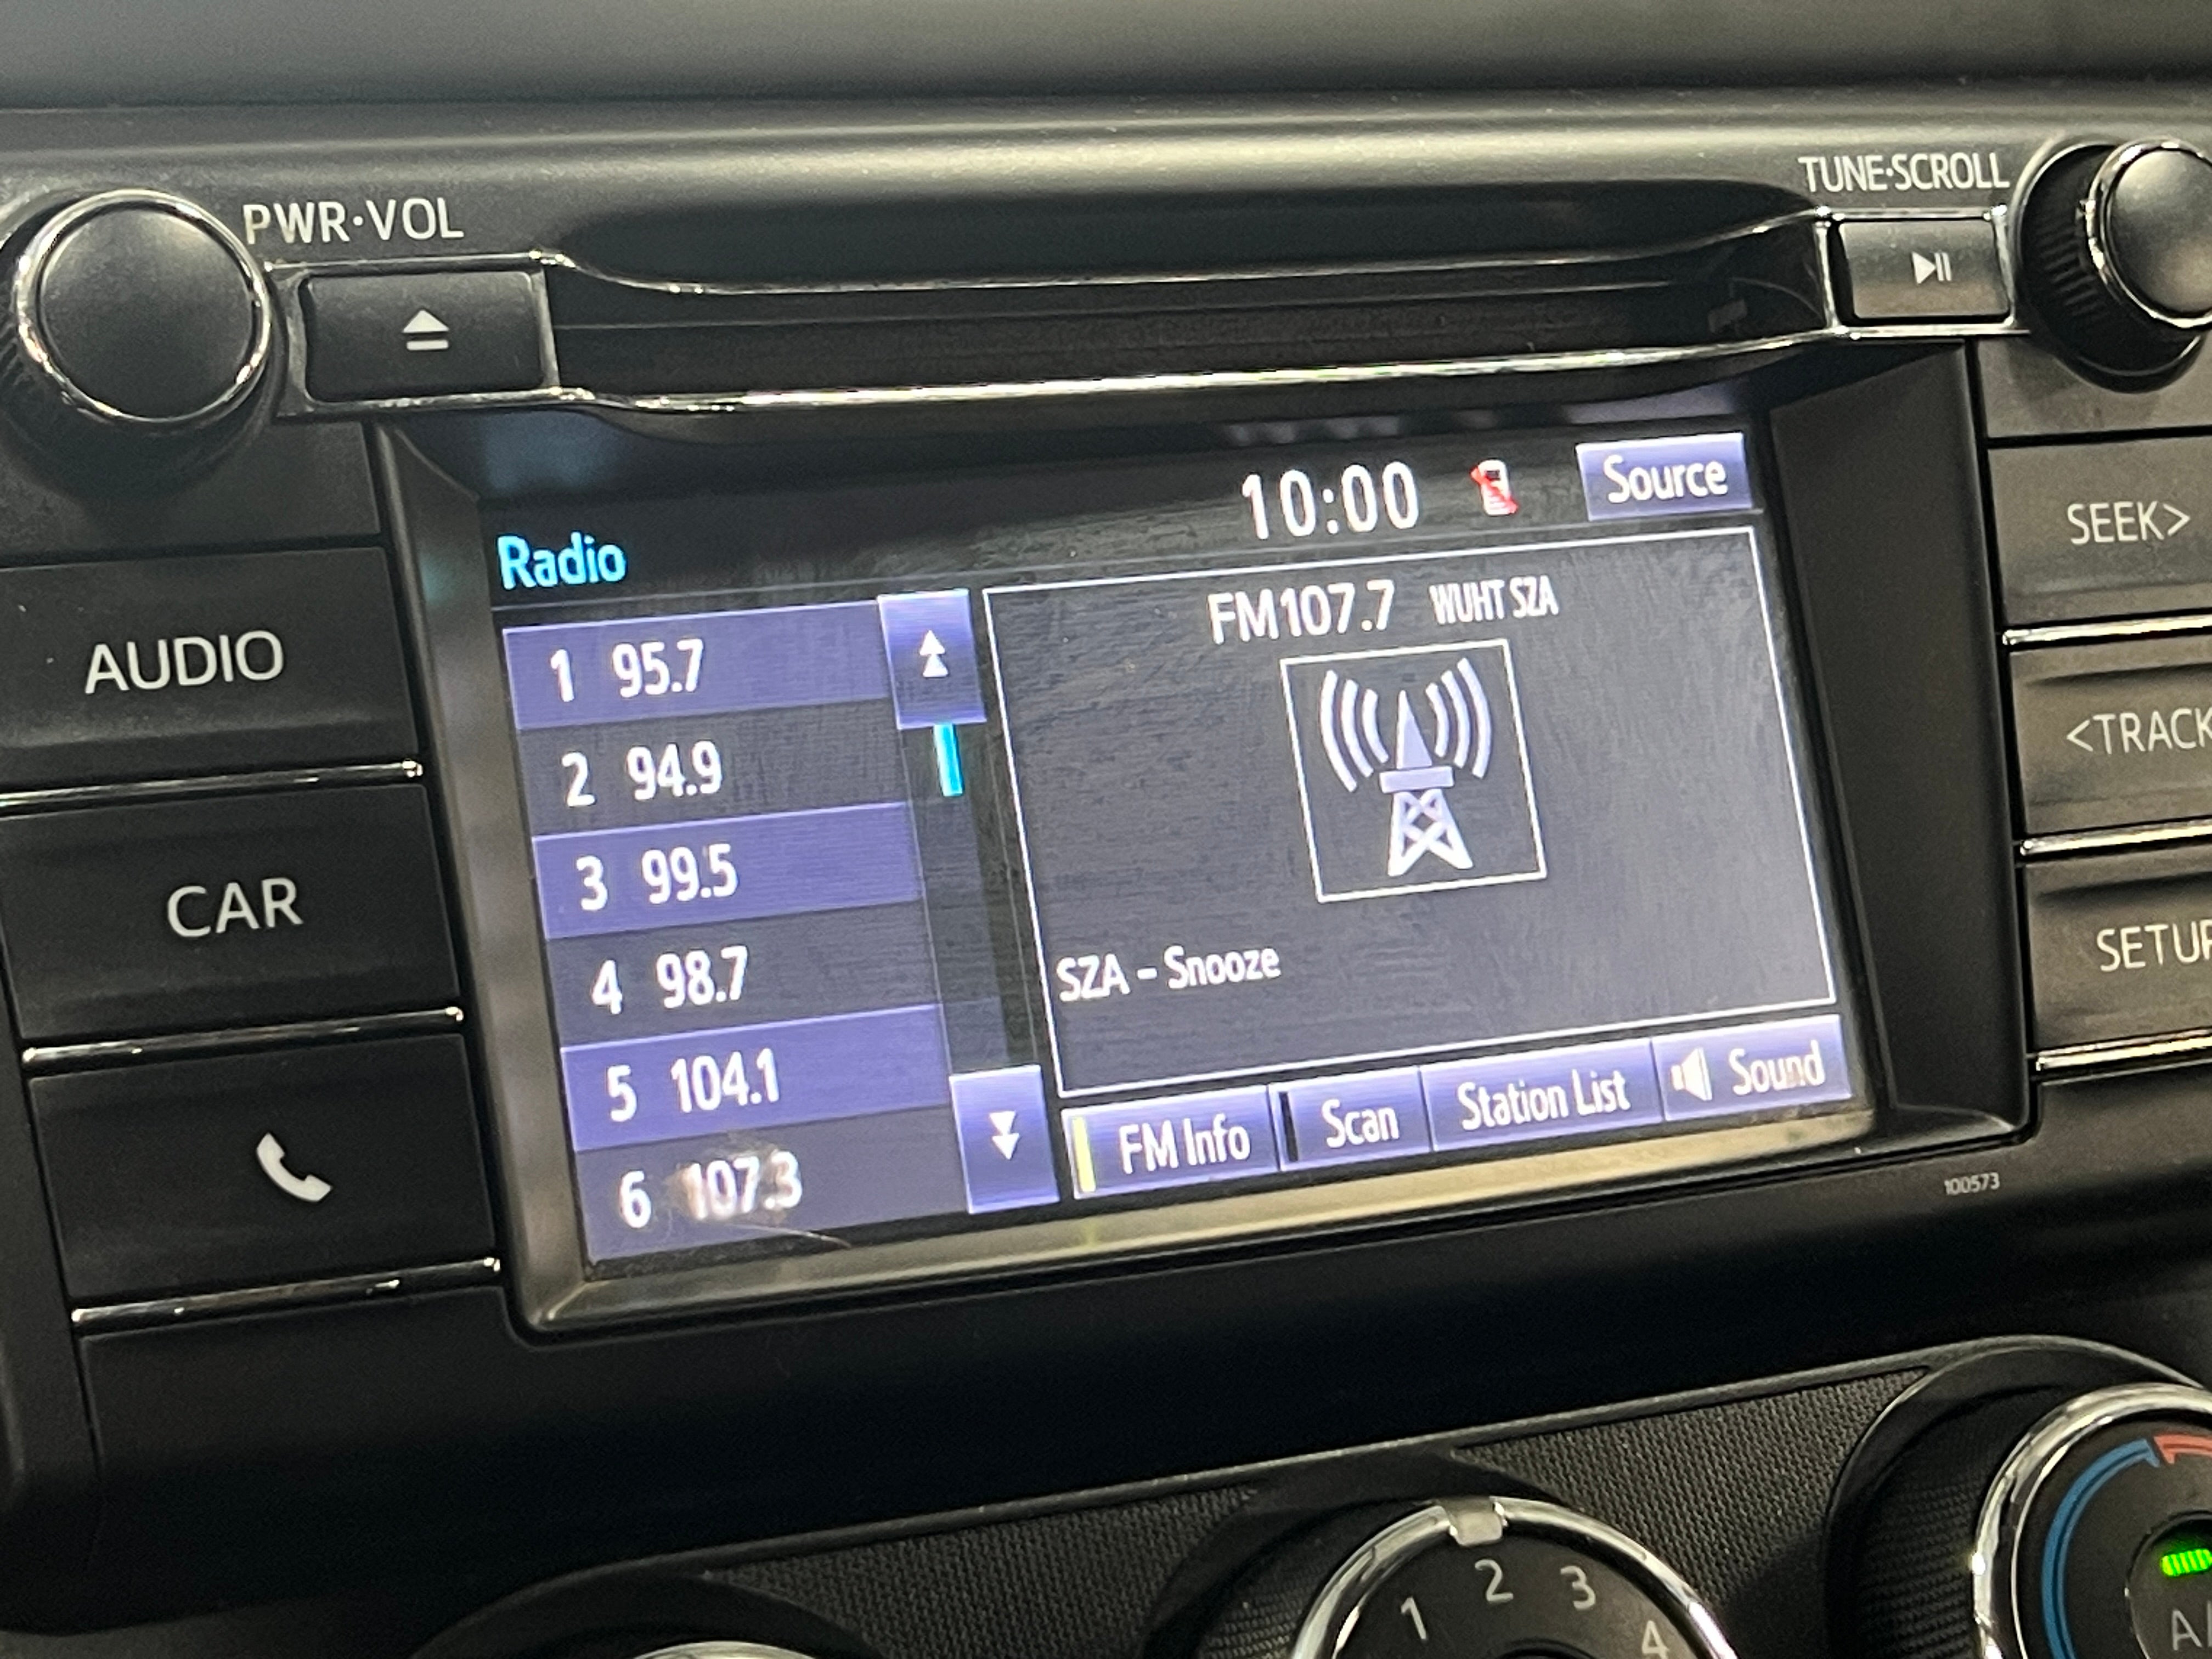 PWR·VOL
TUNE·SCROLL
10:00
Source
Radio
SEEK>
FM107.7 WUHT SZA
1 95.7
AUDIO
2 94.9
<TRACK
3 99.5
CAR
4 98.7
SZA - Snooze
SETUP
5 104.1
6 107.3
FM Info
Scan
Station List
Sound
100573
1 2 3 4